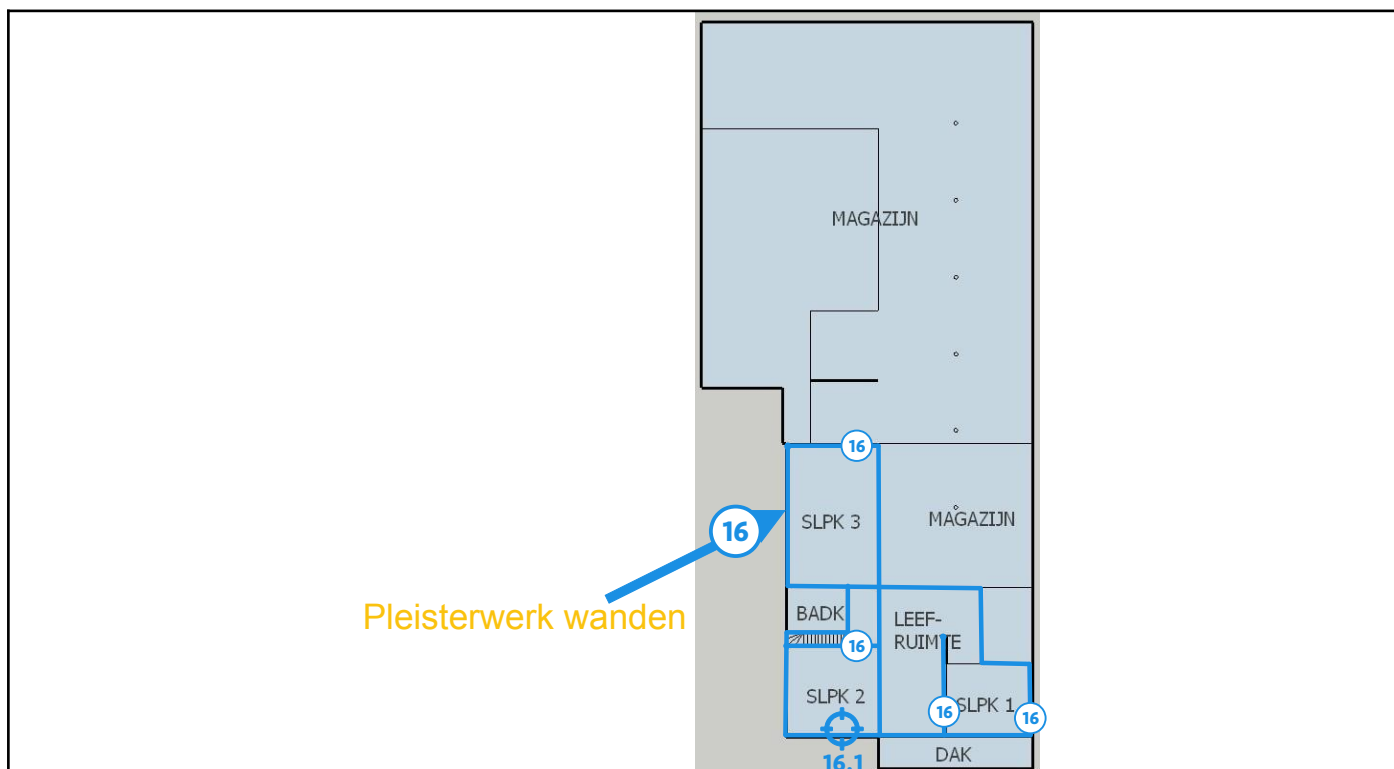 MAGAZIJN
16
SLPK 3
MAGAZIJN
16
Pleisterwerk wanden
BADK
LEEF-
RUIMTE
16
SLPK 2
SLPK 1
16
16
16.1
DAK